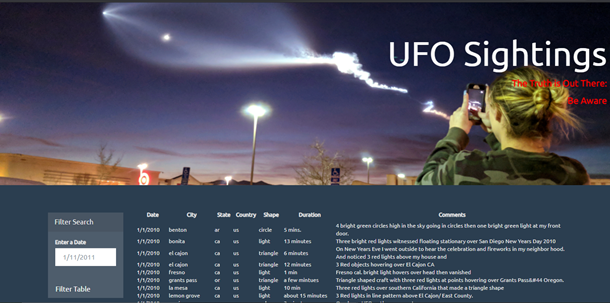 UFO Sightings
The Truth is Out There:
Be Aware
Filter Search
Enter a Date
1/11/2011
Filter Table
Date City State Country Shape Duration Comments
1/1/2010 benton ar us circle 5 mins. 4 bright green circles high in the sky going in circles then one bright green light at my front
door.
1/1/2010 bonita ca us light 13 minutes Three bright red lights witnessed floating stationary over San Diego New Years Day 2010
On New Years Eve I went outside to hear the celebration and fireworks in my neighbor hood.
1/1/2010 el cajon ca us triangle 6 minutes
And noticed 3 red lights above my house and
1/1/2010 el cajon ca us triangle 12 minutes 3 Red objects hovering over El Cajon CA
1/1/2010 fresno ca us light 1 min Fresno cal. bright light hovers over head then vanished
1/1/2010 grants pass or us triangle a few mintues Triangle shaped craft with three red lights at points hovering over Grants Pass&#44 Oregon.
1/1/2010 la mesa ca us light 10 min Three red lights over southern California that made a triangle shape
1/1/2010 lemon grove ca us light about 15 minutes 3 Red lights in line pattern above El Cajon/ East County.